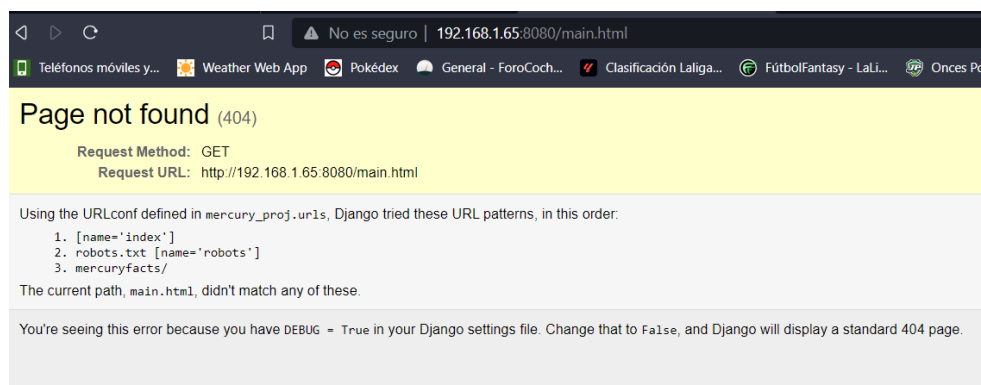 No es seguro | 192.168.1.65:8080/main.html
Teléfonos móviles y... Weather Web App Pokédex General - ForoCoch... Clasificación Laliga... FútbolFantasy - LaLi... Onces Po
Page not found (404)
Request Method: GET
Request URL: http://192.168.1.65:8080/main.html
Using the URLconf defined in mercury_proj.urls, Django tried these URL patterns, in this order:
1. [name='index']
2. robots.txt [name='robots']
3. mercuryfacts/
The current path, main.html, didn't match any of these.
You're seeing this error because you have DEBUG = True in your Django settings file. Change that to False, and Django will display a standard 404 page.